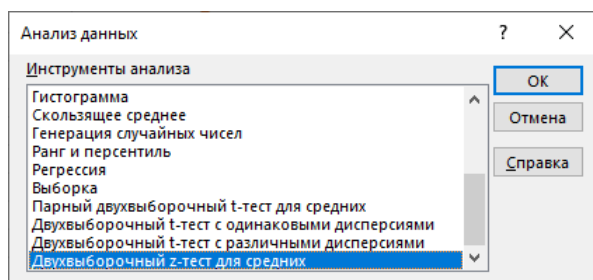 Анализ данных
?
Инструменты анализа
Гистограмма
Скользящее среднее
Генерация случайных чисел
Ранг и персентиль
Регрессия
Выборка
Парный двухвыборочный t-тест для средних
Двухвыборочный t-тест с одинаковыми дисперсиями
Двухвыборочный t-тест с различными дисперсиями
Двухвыборочный z-тест для средних
ОК
Отмена
Справка